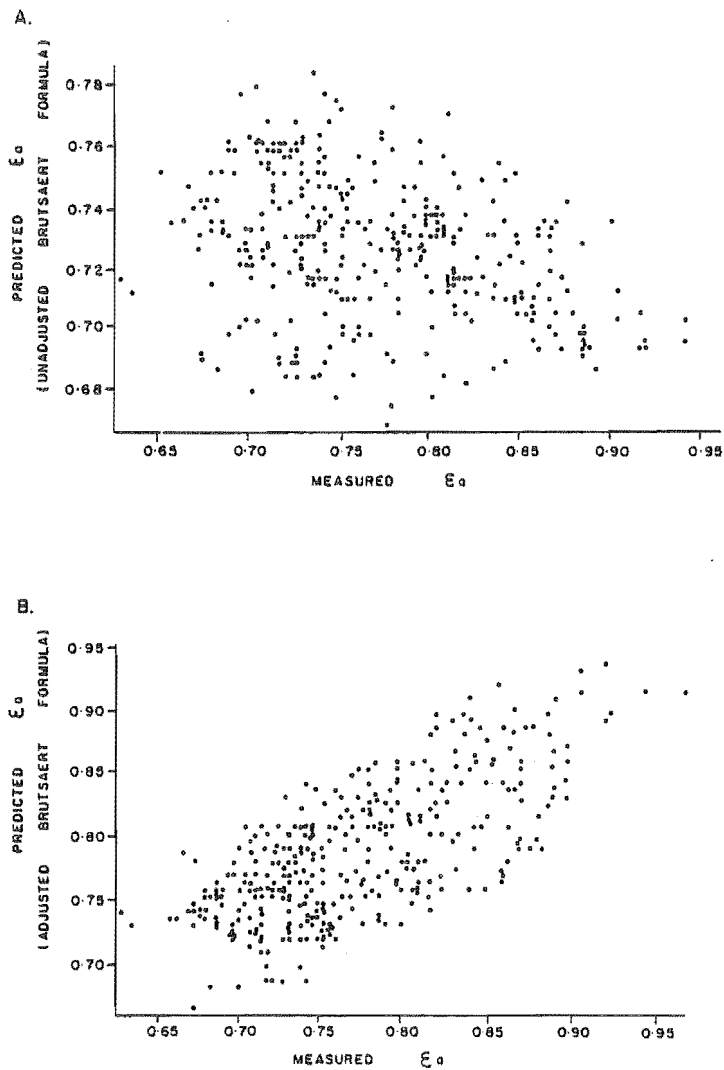 A.
PREDICTED εa
(UNADJUSTED BRUTSAERT FORMULA)
0.78
0.76
0.74
0.72
0.70
0.68
0.65 0.70 0.75 0.80 0.85 0.90 0.95
MEASURED εa
B.
PREDICTED εa
(ADJUSTED BRUTSAERT FORMULA)
0.95
0.90
0.85
0.80
0.75
0.70
0.65 0.70 0.75 0.80 0.85 0.90 0.95
MEASURED εa